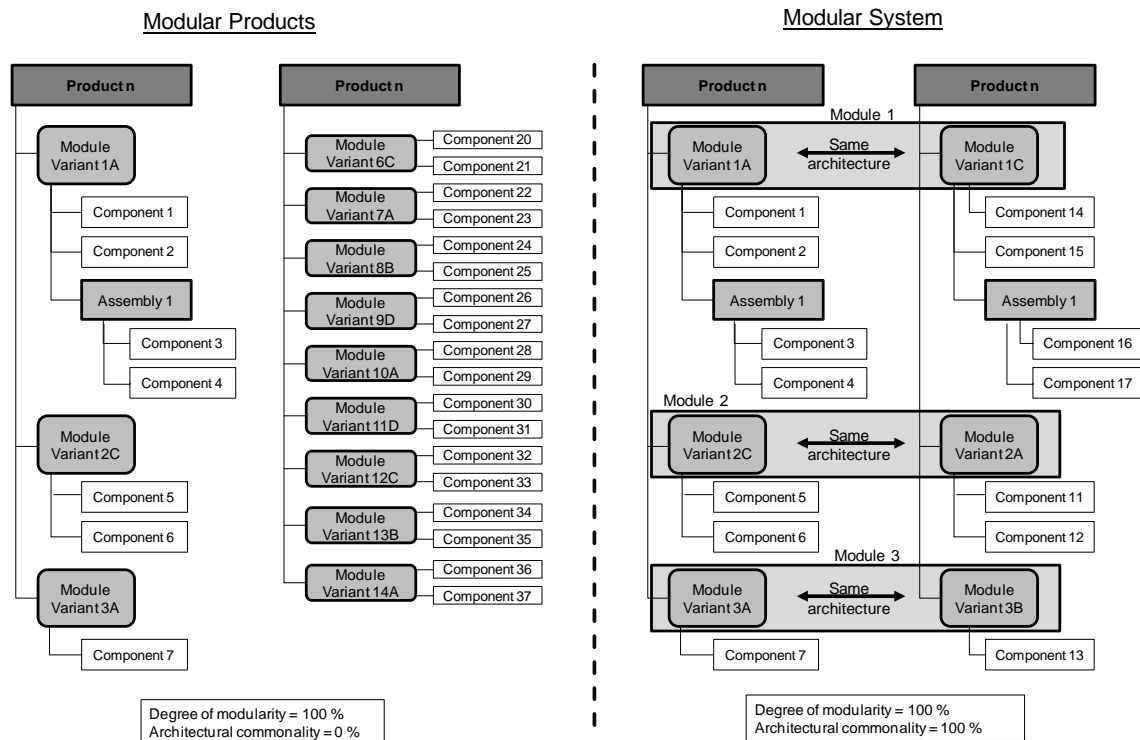 Modular Products
Product n
Module
Variant 1A
Component 1
Component 2
Assembly 1
Component 3
Component 4
Module
Variant 2C
Component 5
Component 6
Module
Variant 3A
Component 7
Product n
Module
Variant 6C
Component 20
Component 21
Module
Variant 7A
Component 22
Component 23
Module
Variant 8B
Component 24
Component 25
Module
Variant 9D
Component 26
Component 27
Module
Variant 10A
Component 28
Component 29
Module
Variant 11D
Component 30
Component 31
Module
Variant 12C
Component 32
Component 33
Module
Variant 13B
Component 34
Component 35
Module
Variant 14A
Component 36
Component 37
Degree of modularity = 100 %
Architectural commonality = 0 %
Modular System
Product n
Product n
Module 1
Module
Variant 1A
Same
architecture
Module
Variant 1C
Component 1
Component 2
Assembly 1
Component 3
Component 4
Component 14
Component 15
Assembly 1
Component 16
Component 17
Module 2
Module
Variant 2C
Same
architecture
Module
Variant 2A
Component 5
Component 6
Component 11
Component 12
Module 3
Module
Variant 3A
Same
architecture
Module
Variant 3B
Component 7
Component 13
Degree of modularity = 100 %
Architectural commonality = 100 %